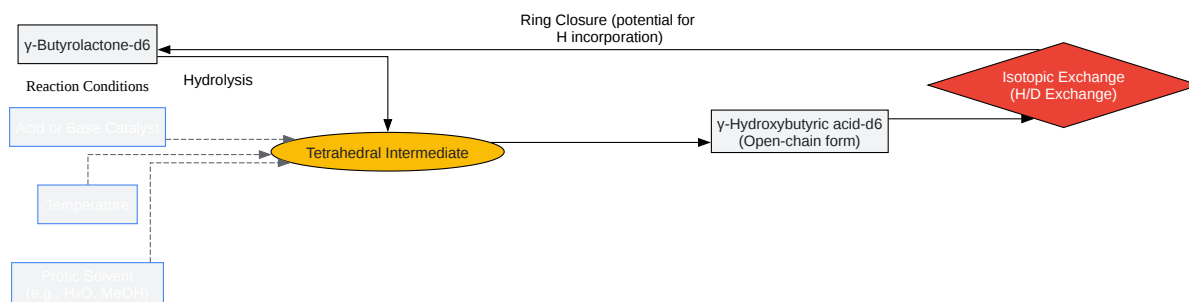 Ring Closure (potential for
H incorporation)
γ-Butyrolactone-d6
Hydrolysis
Isotopic Exchange
(H/D Exchange)
Reaction Conditions
Acid or Base Catalyst
γ-Hydroxybutyric acid-d6
(Open-chain form)
Tetrahedral Intermediate
Temperature
Protic Solvent
(e.g., H₂O, MeOH)